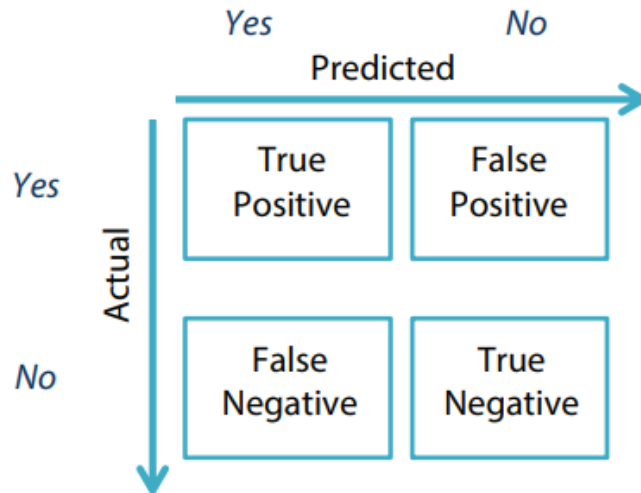 Yes No
Predicted
Yes
Actual
True
Positive
False
Positive
No
False
Negative
True
Negative